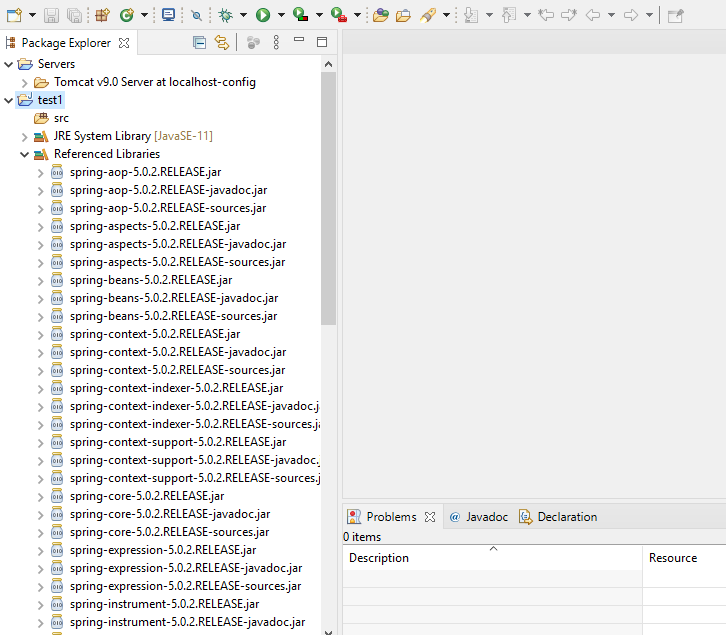 Package Explorer
Servers
Tomcat v9.0 Server at localhost-config
test1
src
JRE System Library [JavaSE-11]
Referenced Libraries
spring-aop-5.0.2.RELEASE.jar
spring-aop-5.0.2.RELEASE-javadoc.jar
spring-aop-5.0.2.RELEASE-sources.jar
spring-aspects-5.0.2.RELEASE.jar
spring-aspects-5.0.2.RELEASE-javadoc.jar
spring-aspects-5.0.2.RELEASE-sources.jar
spring-beans-5.0.2.RELEASE.jar
spring-beans-5.0.2.RELEASE-javadoc.jar
spring-beans-5.0.2.RELEASE-sources.jar
spring-context-5.0.2.RELEASE.jar
spring-context-5.0.2.RELEASE-javadoc.jar
spring-context-5.0.2.RELEASE-sources.jar
spring-context-indexer-5.0.2.RELEASE.jar
spring-context-indexer-5.0.2.RELEASE-javadoc.j
spring-context-indexer-5.0.2.RELEASE-sources.ja
spring-context-support-5.0.2.RELEASE.jar
spring-context-support-5.0.2.RELEASE-javadoc.
spring-context-support-5.0.2.RELEASE-sources.j
spring-core-5.0.2.RELEASE.jar
spring-core-5.0.2.RELEASE-javadoc.jar
spring-core-5.0.2.RELEASE-sources.jar
spring-expression-5.0.2.RELEASE.jar
spring-expression-5.0.2.RELEASE-javadoc.jar
spring-expression-5.0.2.RELEASE-sources.jar
spring-instrument-5.0.2.RELEASE.jar
spring-instrument-5.0.2.RELEASE-javadoc.jar
Problems @ Javadoc Declaration
0 items
Description Resource